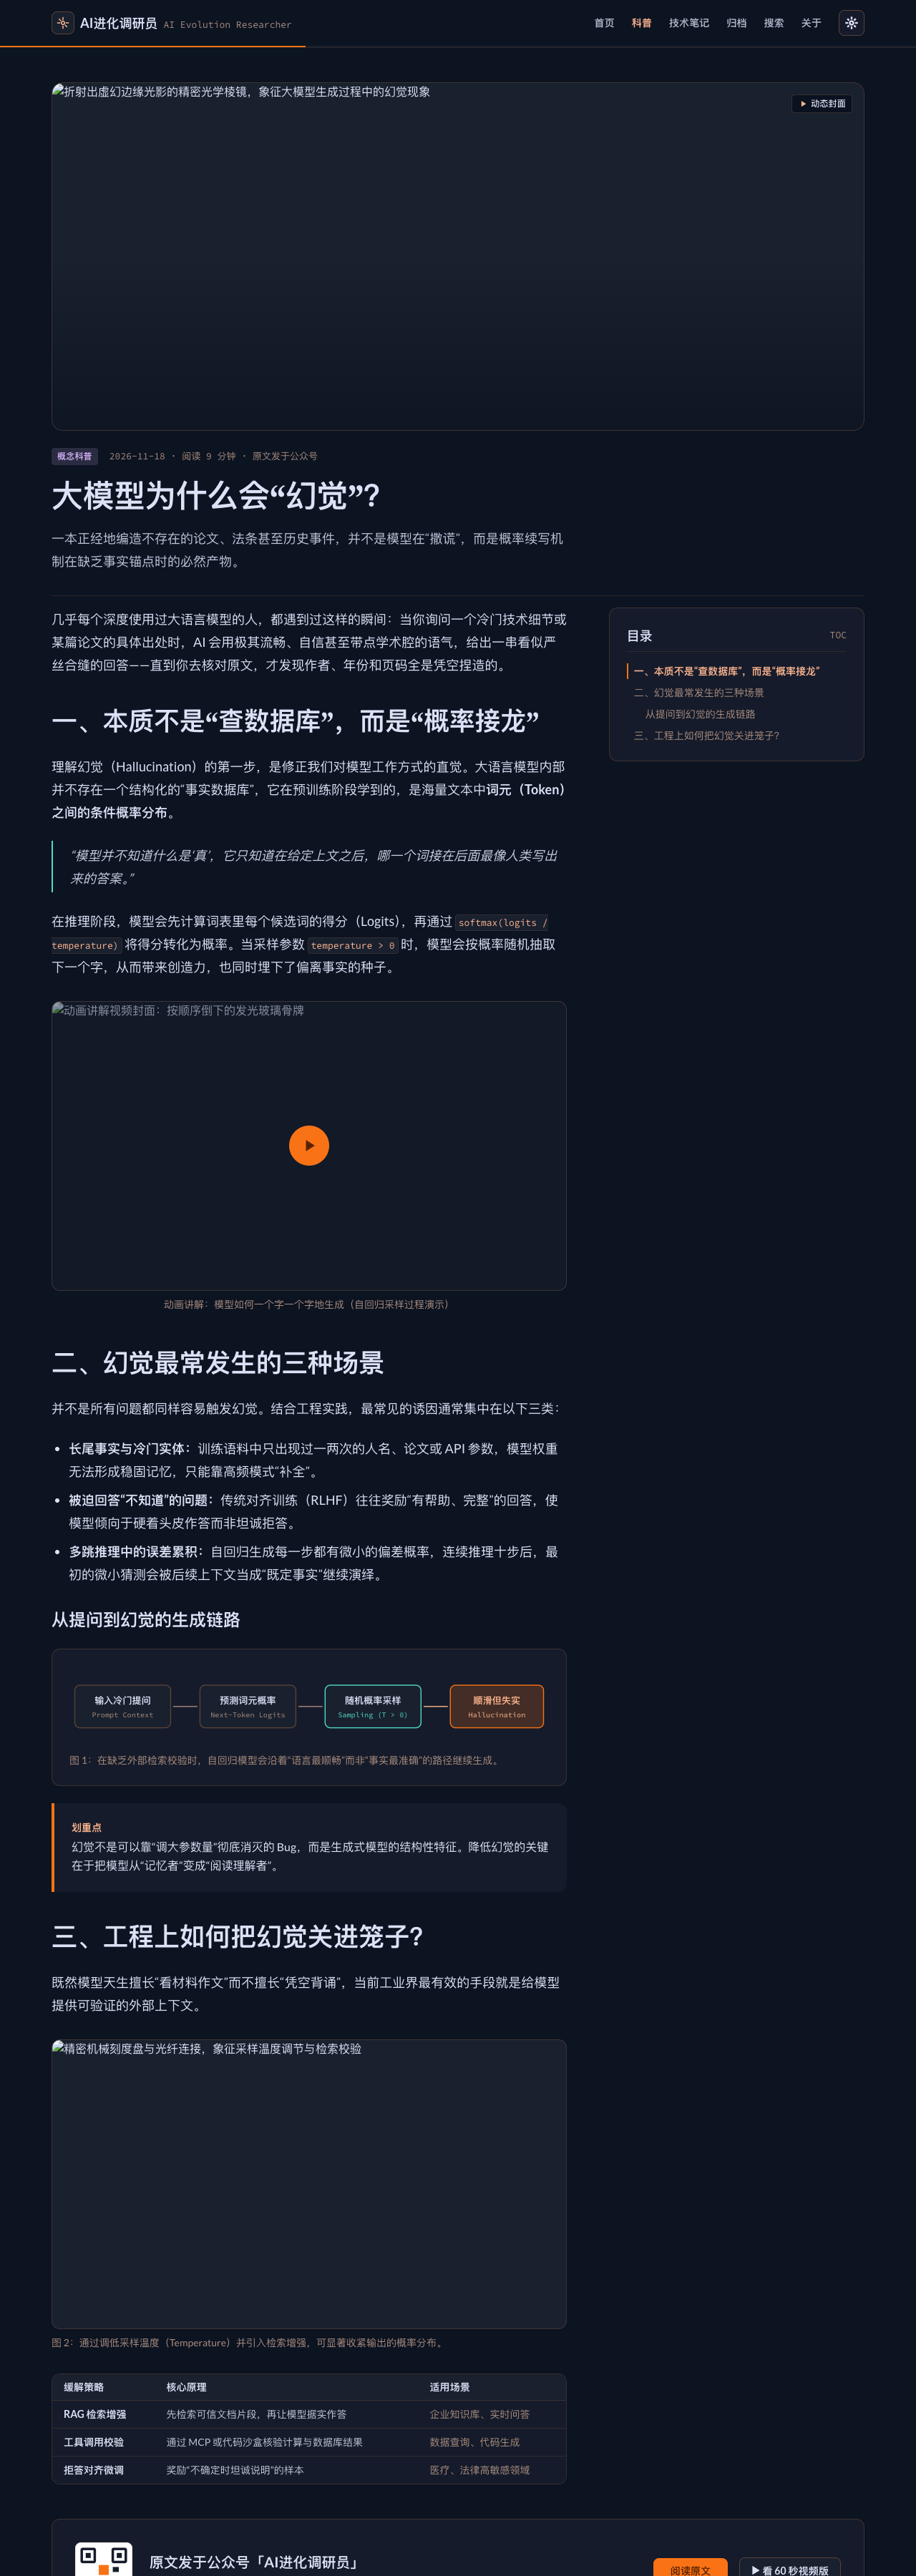 AI进化调研员 AI Evolution Researcher 首页 科普 技术笔记 归档 搜索 关于
折射出虚幻边缘光影的精密光学棱镜，象征大模型生成过程中的幻觉现象
动态封面
概念科普 2026-11-18 · 阅读 9 分钟 · 原文发于公众号
大模型为什么会“幻觉”？
一本正经地编造不存在的论文、法条甚至历史事件，并不是模型在“撒谎”，而是概率续写机
制在缺乏事实锚点时的必然产物。
几乎每个深度使用过大语言模型的人，都遇到过这样的瞬间：当你询问一个冷门技术细节或
某篇论文的具体出处时，AI 会用极其流畅、自信甚至带点学术腔的语气，给出一串看似严
丝合缝的回答——直到你去核对原文，才发现作者、年份和页码全是凭空捏造的。
目录 TOC
一、本质不是“查数据库”，而是“概率接龙”
二、幻觉最常发生的三种场景
从提问到幻觉的生成链路
三、工程上如何把幻觉关进笼子？
一、本质不是“查数据库”，而是“概率接龙”
理解幻觉（Hallucination）的第一步，是修正我们对模型工作方式的直觉。大语言模型内部
并不存在一个结构化的“事实数据库”，它在预训练阶段学到的，是海量文本中词元（Token）
之间的条件概率分布。
“模型并不知道什么是‘真’，它只知道在给定上文之后，哪一个词接在后面最像人类写出
来的答案。”
在推理阶段，模型会先计算词表里每个候选词的得分（Logits），再通过 softmax(logits /
temperature) 将得分转化为概率。当采样参数 temperature > 0 时，模型会按概率随机抽取
下一个字，从而带来创造力，也同时埋下了偏离事实的种子。
动画讲解视频封面：按顺序倒下的发光玻璃骨牌
动画讲解：模型如何一个字一个字地生成（自回归采样过程演示）
二、幻觉最常发生的三种场景
并不是所有问题都同样容易触发幻觉。结合工程实践，最常见的诱因通常集中在以下三类：
• 长尾事实与冷门实体：训练语料中只出现过一两次的人名、论文或 API 参数，模型权重
无法形成稳固记忆，只能靠高频模式“补全”。
• 被迫回答“不知道”的问题：传统对齐训练（RLHF）往往奖励“有帮助、完整”的回答，使
模型倾向于硬着头皮作答而非坦诚拒答。
• 多跳推理中的误差累积：自回归生成每一步都有微小的偏差概率，连续推理十步后，最
初的微小猜测会被后续上下文当成“既定事实”继续演绎。
从提问到幻觉的生成链路
输入冷门提问 预测词元概率 随机概率采样 顺滑但失实
Prompt Context Next-Token Logits Sampling (T > 0) Hallucination
图 1：在缺乏外部检索校验时，自回归模型会沿着“语言最顺畅”而非“事实最准确”的路径继续生成。
划重点
幻觉不是可以靠“调大参数量”彻底消灭的 Bug，而是生成式模型的结构性特征。降低幻觉的关键
在于把模型从“记忆者”变成“阅读理解者”。
三、工程上如何把幻觉关进笼子？
既然模型天生擅长“看材料作文”而不擅长“凭空背诵”，当前工业界最有效的手段就是给模型
提供可验证的外部上下文。
精密机械刻度盘与光纤连接，象征采样温度调节与检索校验
图 2：通过调低采样温度（Temperature）并引入检索增强，可显著收紧输出的概率分布。
缓解策略 核心原理 适用场景
RAG 检索增强 先检索可信文档片段，再让模型据实作答 企业知识库、实时问答
工具调用校验 通过 MCP 或代码沙盒核验计算与数据库结果 数据查询、代码生成
拒答对齐微调 奖励“不确定时坦诚说明”的样本 医疗、法律高敏感领域
原文发于公众号「AI进化调研员」
阅读原文 ▶ 看 60 秒视频版